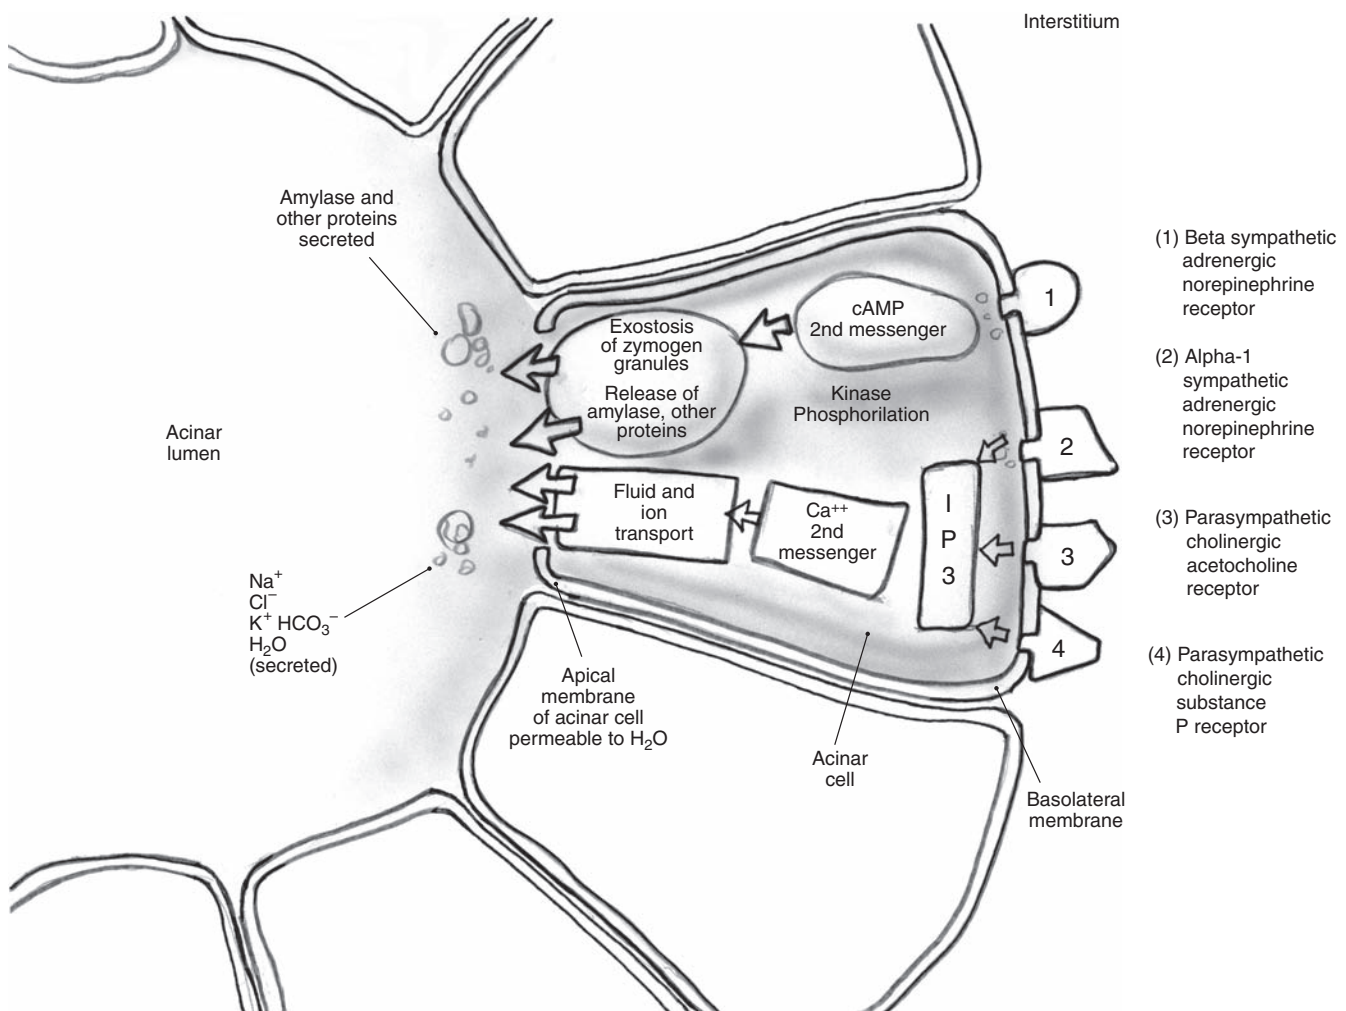 Interstitium
Amylase and
other proteins
secreted
(1) Beta sympathetic
adrenergic
norepinephrine
receptor
1
cAMP
2nd messenger
Exostosis
of zymogen
granules
Release of
amylase, other
proteins
Kinase
Phosphorilation
(2) Alpha-1
sympathetic
adrenergic
norepinephrine
receptor
2
Acinar
lumen
Fluid and
ion
transport
Ca++
2nd
messenger
I
P
3
3
(3) Parasympathetic
cholinergic
acetocholine
receptor
Na+
Cl−
K+ HCO3−
H2O
(secreted)
4
(4) Parasympathetic
cholinergic
substance
P receptor
Apical
membrane
of acinar cell
permeable to H2O
Acinar
cell
Basolateral
membrane